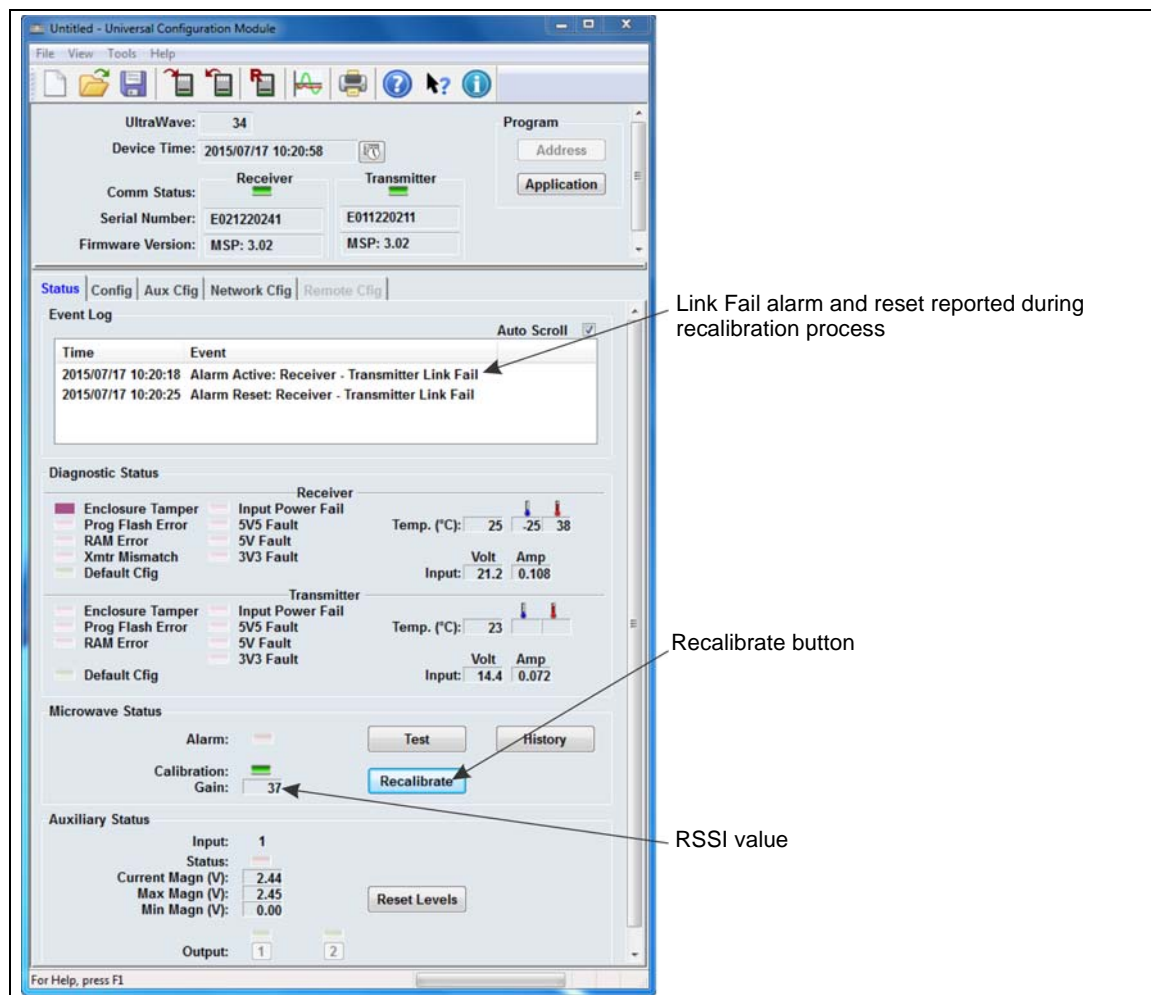 Untitled - Universal Configuration Module
File View Tools Help
UltraWave: 34
Program
Device Time: 2015/07/17 10:20:58
Address
Receiver Transmitter
Comm Status:
Application
Serial Number: E021220241 E011220211
Firmware Version: MSP: 3.02 MSP: 3.02
Status Config Aux Cfig Network Cfig Remote Cfig
Event Log
Auto Scroll
Time Event
2015/07/17 10:20:18 Alarm Active: Receiver - Transmitter Link Fail
2015/07/17 10:20:25 Alarm Reset: Receiver - Transmitter Link Fail
Link Fail alarm and reset reported during
recalibration process
Diagnostic Status
Receiver
Enclosure Tamper Input Power Fail
Prog Flash Error 5V5 Fault Temp. (°C): 25 -25 38
RAM Error 5V Fault
Xmtr Mismatch 3V3 Fault Volt Amp
Default Cfig Input: 21.2 0.108
Transmitter
Enclosure Tamper Input Power Fail
Prog Flash Error 5V5 Fault Temp. (°C): 23
RAM Error 5V Fault
3V3 Fault Volt Amp
Default Cfig Input: 14.4 0.072
Recalibrate button
Microwave Status
Alarm: Test History
Calibration:
Gain: 37 Recalibrate
RSSI value
Auxiliary Status
Input: 1
Status:
Current Magn (V): 2.44
Max Magn (V): 2.45 Reset Levels
Min Magn (V): 0.00
Output: 1 2
For Help, press F1